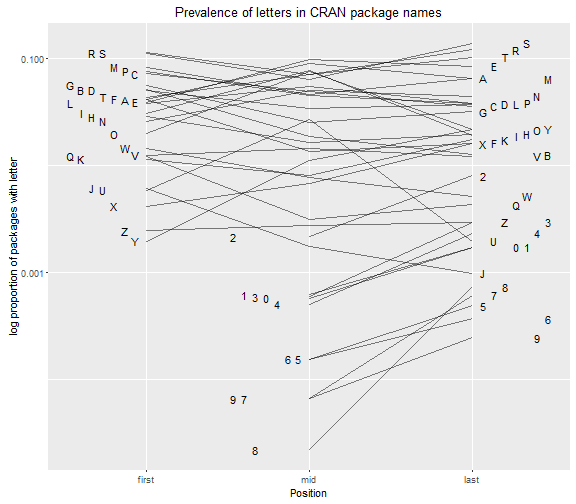 Prevalence of letters in CRAN package names
log proportion of packages with letter
0.100
0.001
R S
M P C
G B D T F A E
L I H N
O
W V
Q K
J U
X
Z Y
2
1 3 0 4
6 5
9 7
8
S
R
T
E
A
M
N
P
L
D
C
G
Y
O
H
I
K
F
X
B
V
2
W
Q
3
Z
4
U
0 1
J
8
7
5
6
9
first
mid
last
Position